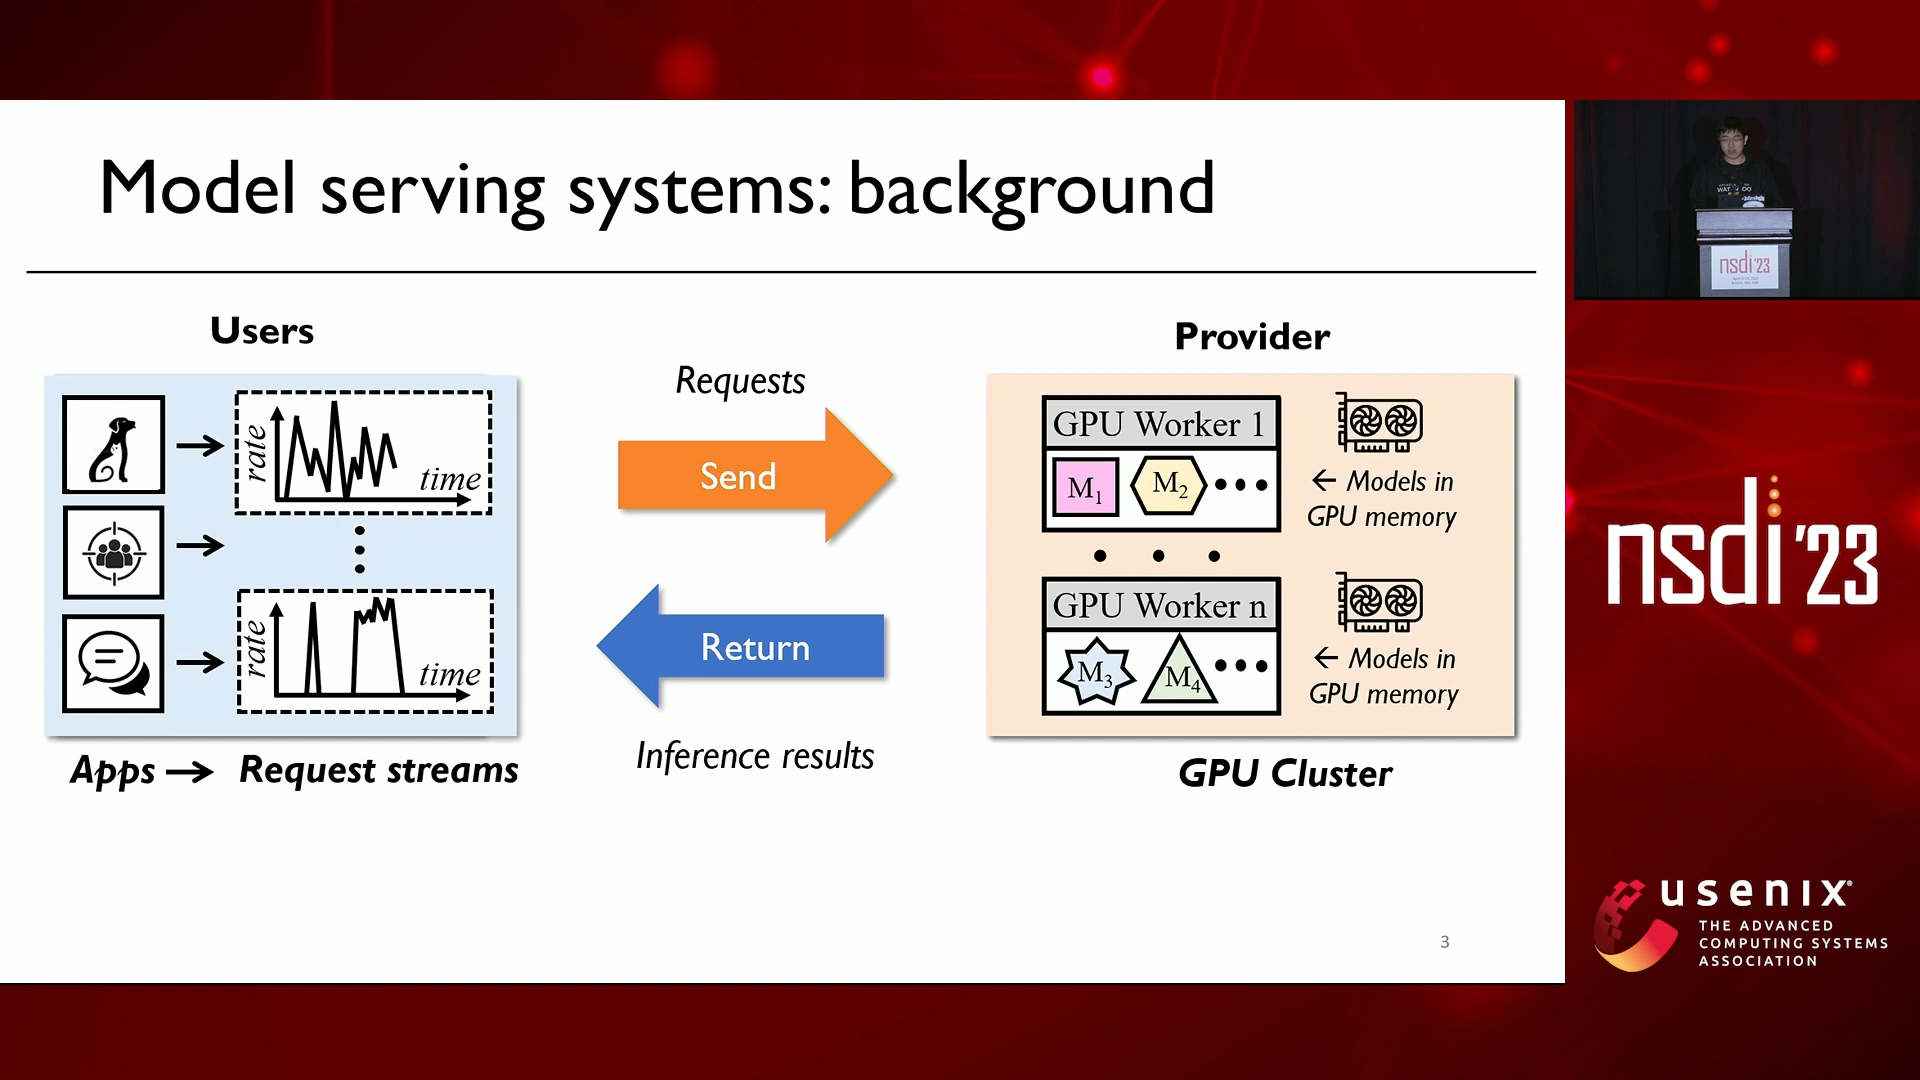 Model serving systems: background
Users
Provider
Requests
Send
Return
Inference results
rate
time
rate
time
Apps → Request streams
GPU Worker 1
M1
M2
← Models in
GPU memory
GPU Worker n
M3
M4
← Models in
GPU memory
GPU Cluster
3
nsdi '23
nsdi '23
usenix®
THE ADVANCED
COMPUTING SYSTEMS
ASSOCIATION